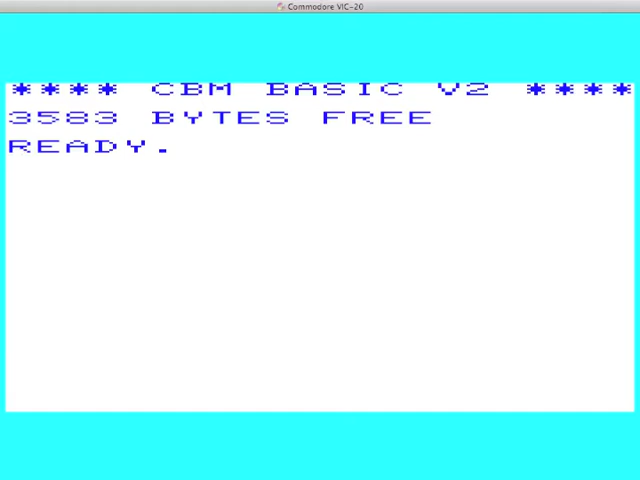 Commodore VIC-20
**** CBM BASIC V2 ****
3583 BYTES FREE
READY.